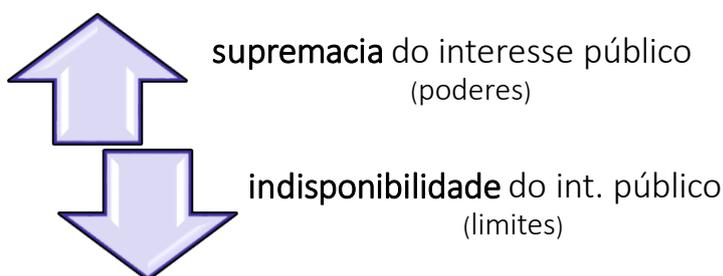 supremacia do interesse público
(poderes)
indisponibilidade do int. público
(limites)